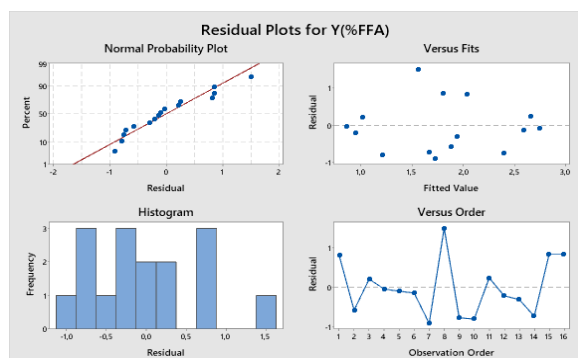 Residual Plots for Y(%FFA)
Normal Probability Plot
99
90
50
10
1
Percent
-2 -1 0 1 2
Residual
Versus Fits
1
0
-1
Residual
1,0 1,5 2,0 2,5 3,0
Fitted Value
Histogram
3
2
1
0
Frequency
-1,0 -0,5 0,0 0,5 1,0 1,5
Residual
Versus Order
1
0
-1
Residual
1 2 3 4 5 6 7 8 9 10 11 12 13 14 15 16
Observation Order